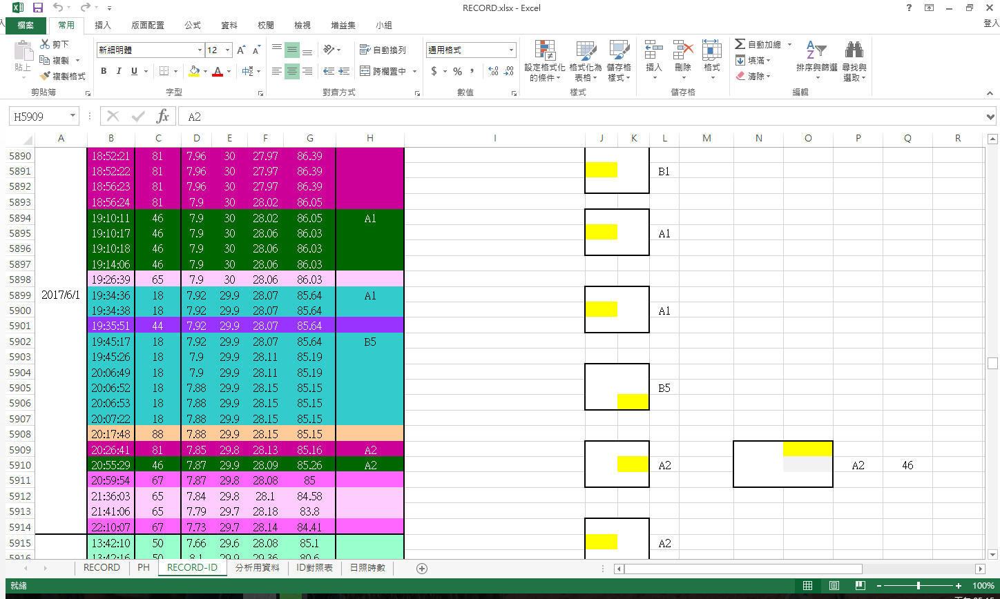 RECORD.xlsx - Excel
檔案 常用 插入 版面配置 公式 資料 校閱 檢視 增益集 小組 登入
貼上 剪下 複製 複製格式 剪貼簿
新細明體 12 B I U 字型
自動換列 跨欄置中 對齊方式
通用格式 $ % , 數值
設定格式化的條件 格式化為表格 儲存格樣式 樣式
插入 刪除 格式 儲存格
自動加總 填滿 清除 排序與篩選 尋找與選取 編輯
H5909 fx A2
A B C D E F G H I J K L M N O P Q R
5890 18:52:21 81 7.96 30 27.97 86.39
5891 18:52:22 81 7.96 30 27.97 86.39 B1
5892 18:56:23 81 7.96 30 27.97 86.39
5893 18:56:24 81 7.9 30 28.02 86.05
5894 19:10:11 46 7.9 30 28.02 86.05 A1
5895 19:10:17 46 7.9 30 28.06 86.03 A1
5896 19:10:18 46 7.9 30 28.06 86.03
5897 19:14:06 46 7.9 30 28.06 86.03
5898 19:26:39 65 7.9 30 28.06 86.03
5899 2017/6/1 19:34:36 18 7.92 29.9 28.07 85.64 A1
5900 19:34:38 18 7.92 29.9 28.07 85.64 A1
5901 19:35:51 44 7.92 29.9 28.07 85.64
5902 19:45:17 18 7.92 29.9 28.07 85.64 B5
5903 19:45:26 18 7.9 29.9 28.11 85.19
5904 20:06:49 18 7.9 29.9 28.11 85.19
5905 20:06:52 18 7.88 29.9 28.15 85.15 B5
5906 20:06:53 18 7.88 29.9 28.15 85.15
5907 20:07:22 18 7.88 29.9 28.15 85.15
5908 20:17:48 88 7.88 29.9 28.15 85.15
5909 20:26:41 81 7.85 29.8 28.13 85.16 A2
5910 20:55:29 46 7.87 29.9 28.09 85.26 A2 A2 A2 46
5911 20:59:54 67 7.87 29.8 28.08 85
5912 21:36:03 65 7.84 29.8 28.1 84.58
5913 21:41:06 65 7.79 29.7 28.18 83.8
5914 22:10:07 67 7.73 29.7 28.14 84.41
5915 13:42:10 50 7.66 29.6 28.08 85.1 A2
5916 13:42:16 50 8.1 29.9 29.36 80.6
RECORD PH RECORD-ID 分析用資料 ID對照表 日照時數
就緒 100%